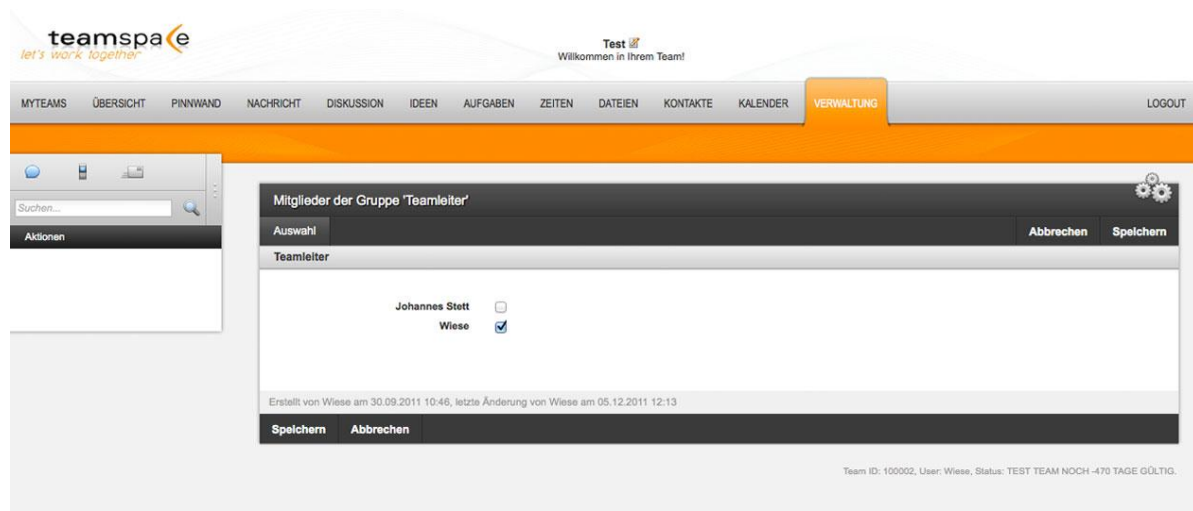 teamspace
let's work together
Test
Willkommen in Ihrem Team!
MYTEAMS ÜBERSICHT PINNWAND NACHRICHT DISKUSSION IDEEN AUFGABEN ZEITEN DATEIEN KONTAKTE KALENDER VERWALTUNG LOGOUT
Suchen...
Aktionen
Mitglieder der Gruppe 'Teamleiter'
Auswahl Abbrechen Speichern
Teamleiter
Johannes Stett
Wiese
Erstellt von Wiese am 30.09.2011 10:46, letzte Änderung von Wiese am 05.12.2011 12:13
Speichern Abbrechen
Team ID: 100002, User: Wiese, Status: TEST TEAM NOCH -470 TAGE GÜLTIG.